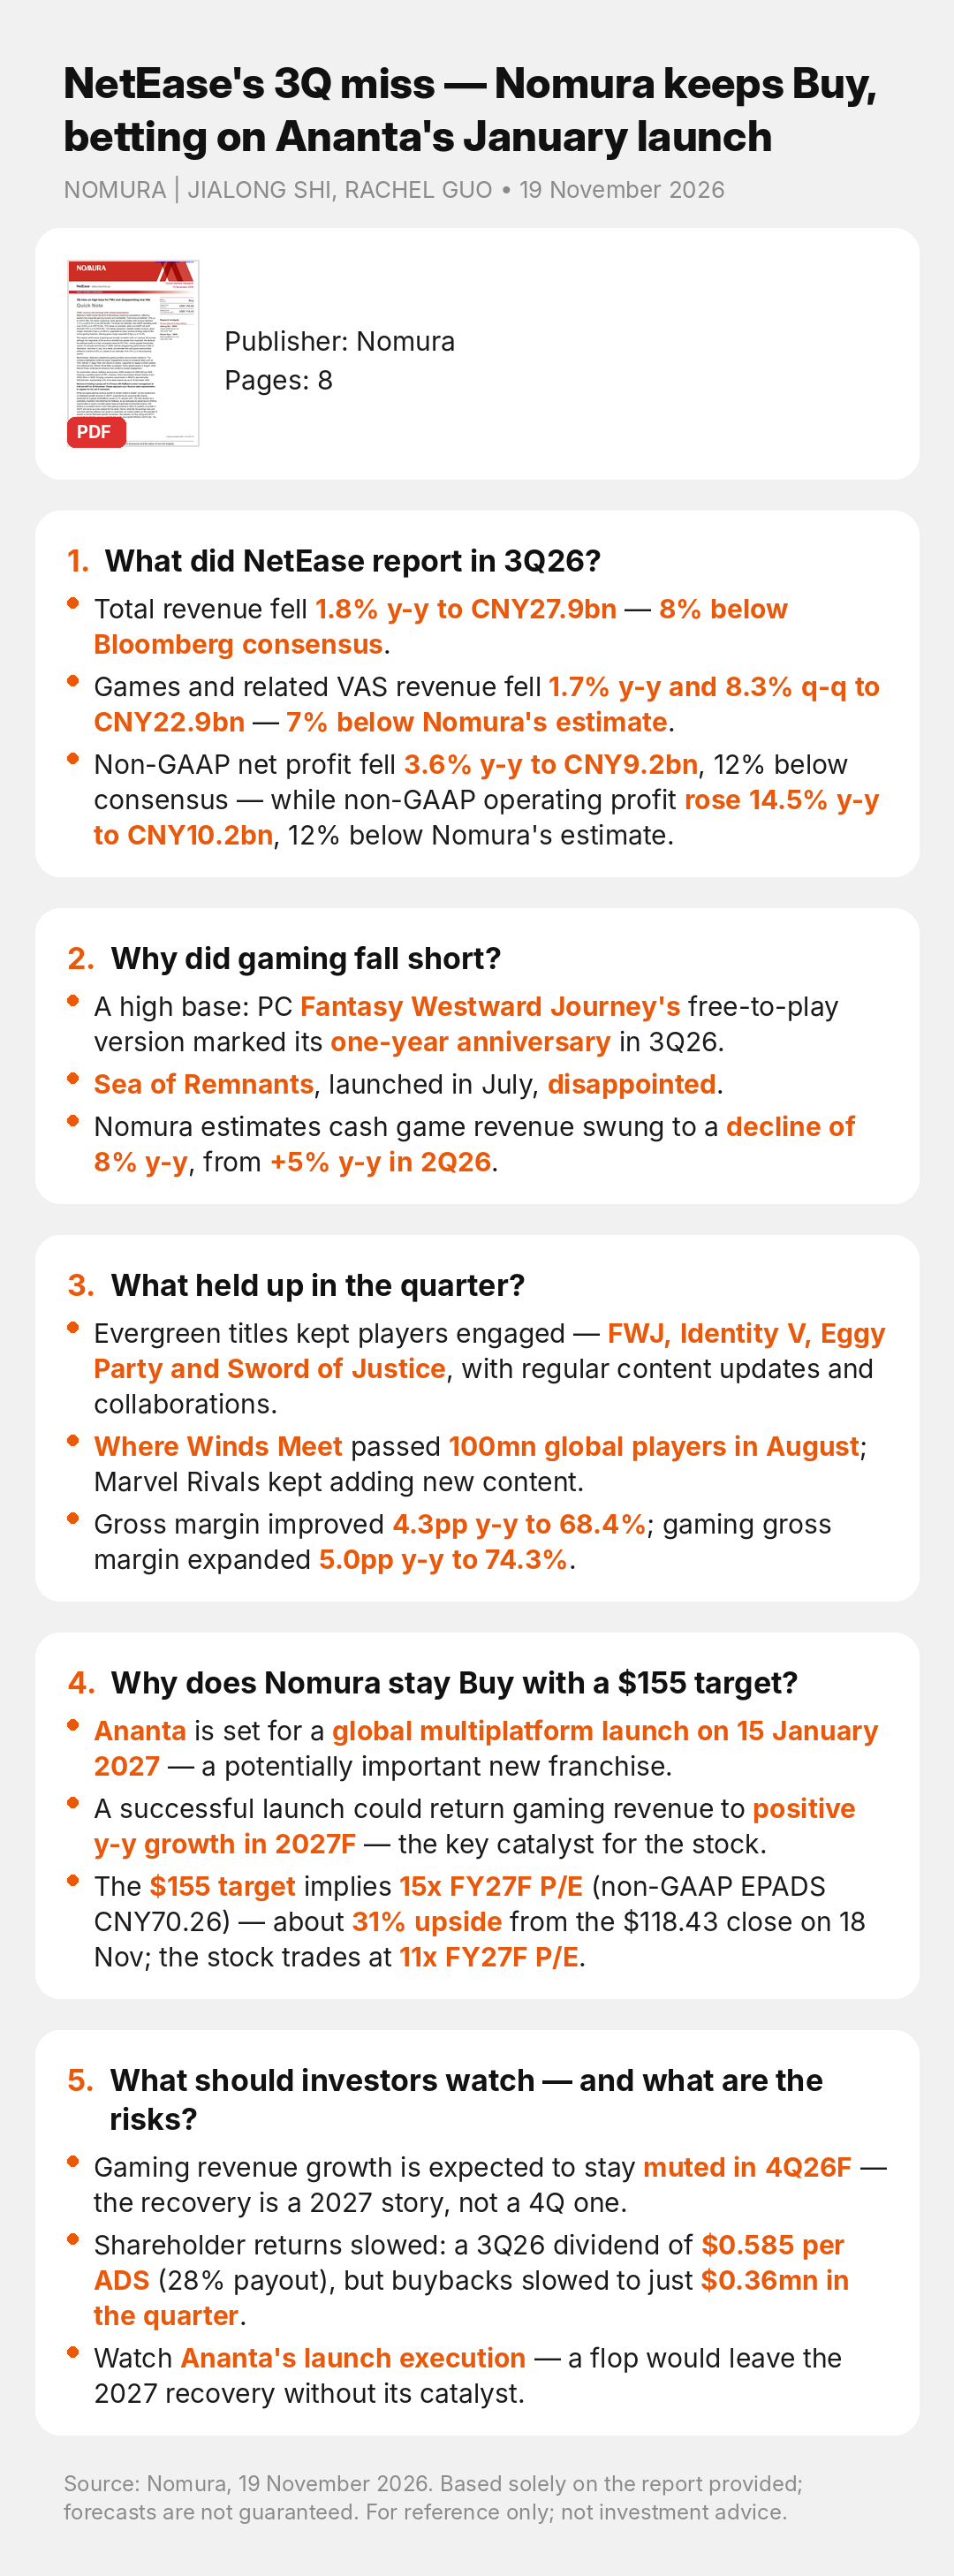 NetEase's 3Q miss — Nomura keeps Buy,
betting on Ananta's January launch
NOMURA | JIALONG SHI, RACHEL GUO • 19 November 2026
NOMURA
NetEase
Quick Note
PDF
Publisher: Nomura
Pages: 8
1. What did NetEase report in 3Q26?
Total revenue fell 1.8% y-y to CNY27.9bn — 8% below
Bloomberg consensus.
Games and related VAS revenue fell 1.7% y-y and 8.3% q-q to
CNY22.9bn — 7% below Nomura's estimate.
Non-GAAP net profit fell 3.6% y-y to CNY9.2bn, 12% below
consensus — while non-GAAP operating profit rose 14.5% y-y
to CNY10.2bn, 12% below Nomura's estimate.
2. Why did gaming fall short?
A high base: PC Fantasy Westward Journey's free-to-play
version marked its one-year anniversary in 3Q26.
Sea of Remnants, launched in July, disappointed.
Nomura estimates cash game revenue swung to a decline of
8% y-y, from +5% y-y in 2Q26.
3. What held up in the quarter?
Evergreen titles kept players engaged — FWJ, Identity V, Eggy
Party and Sword of Justice, with regular content updates and
collaborations.
Where Winds Meet passed 100mn global players in August;
Marvel Rivals kept adding new content.
Gross margin improved 4.3pp y-y to 68.4%; gaming gross
margin expanded 5.0pp y-y to 74.3%.
4. Why does Nomura stay Buy with a $155 target?
Ananta is set for a global multiplatform launch on 15 January
2027 — a potentially important new franchise.
A successful launch could return gaming revenue to positive
y-y growth in 2027F — the key catalyst for the stock.
The $155 target implies 15x FY27F P/E (non-GAAP EPADS
CNY70.26) — about 31% upside from the $118.43 close on 18
Nov; the stock trades at 11x FY27F P/E.
5. What should investors watch — and what are the
risks?
Gaming revenue growth is expected to stay muted in 4Q26F —
the recovery is a 2027 story, not a 4Q one.
Shareholder returns slowed: a 3Q26 dividend of $0.585 per
ADS (28% payout), but buybacks slowed to just $0.36mn in
the quarter.
Watch Ananta's launch execution — a flop would leave the
2027 recovery without its catalyst.
Source: Nomura, 19 November 2026. Based solely on the report provided;
forecasts are not guaranteed. For reference only; not investment advice.